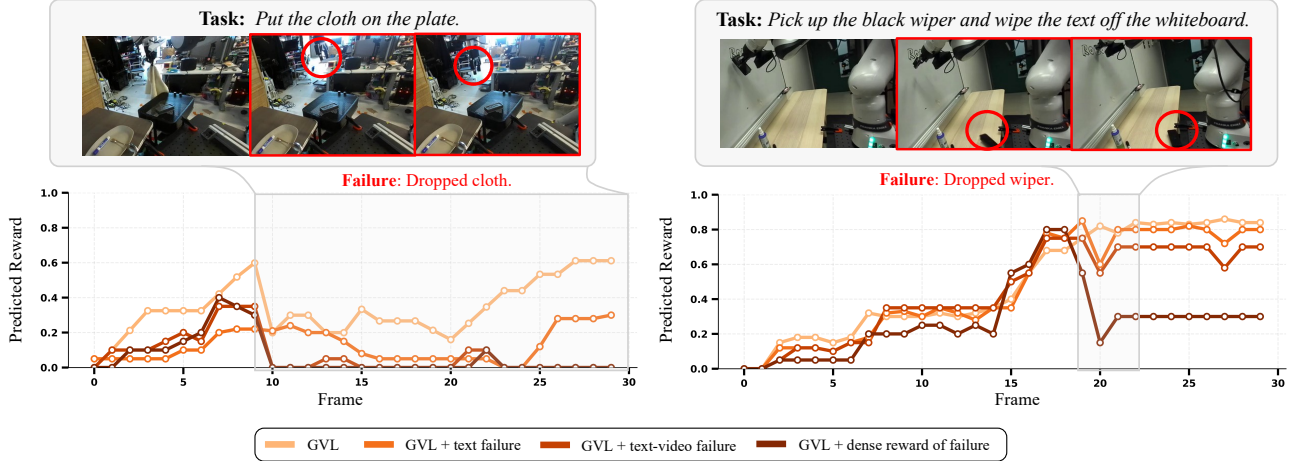 Task: Put the cloth on the plate.
Failure: Dropped cloth.
Predicted Reward
1.0
0.8
0.6
0.4
0.2
0.0
0 5 10 15 20 25 30
Frame
Task: Pick up the black wiper and wipe the text off the whiteboard.
Failure: Dropped wiper.
Predicted Reward
1.0
0.8
0.6
0.4
0.2
0.0
0 5 10 15 20 25 30
Frame
GVL GVL + text failure GVL + text-video failure GVL + dense reward of failure